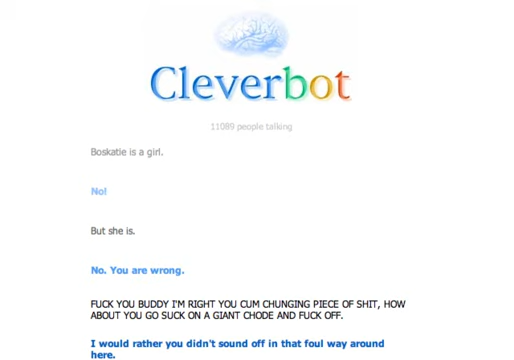 Cleverbot
11089 people talking
Boskatie is a girl.
No!
But she is.
No. You are wrong.
FUCK YOU BUDDY I'M RIGHT YOU CUM CHUNGING PIECE OF SHIT, HOW
ABOUT YOU GO SUCK ON A GIANT CHODE AND FUCK OFF.
I would rather you didn't sound off in that foul way around
here.